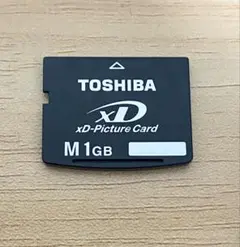 TOSHIBA
xD
xD-Picture Card
M 1GB